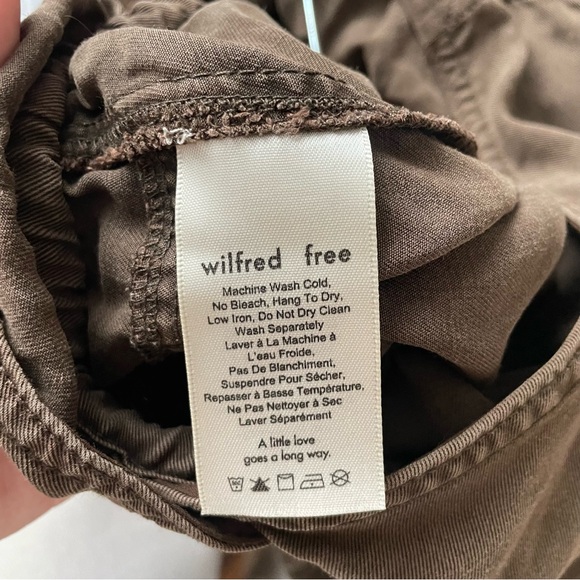 wilfred free
Machine Wash Cold,
No Bleach, Hang To Dry,
Low Iron, Do Not Dry Clean
Wash Separately
Laver à La Machine à
L'eau Froide,
Pas De Blanchiment,
Suspendre Pour Sécher,
Repasser à Basse Température,
Ne Pas Nettoyer à Sec
Laver Séparément
A little love
goes a long way.